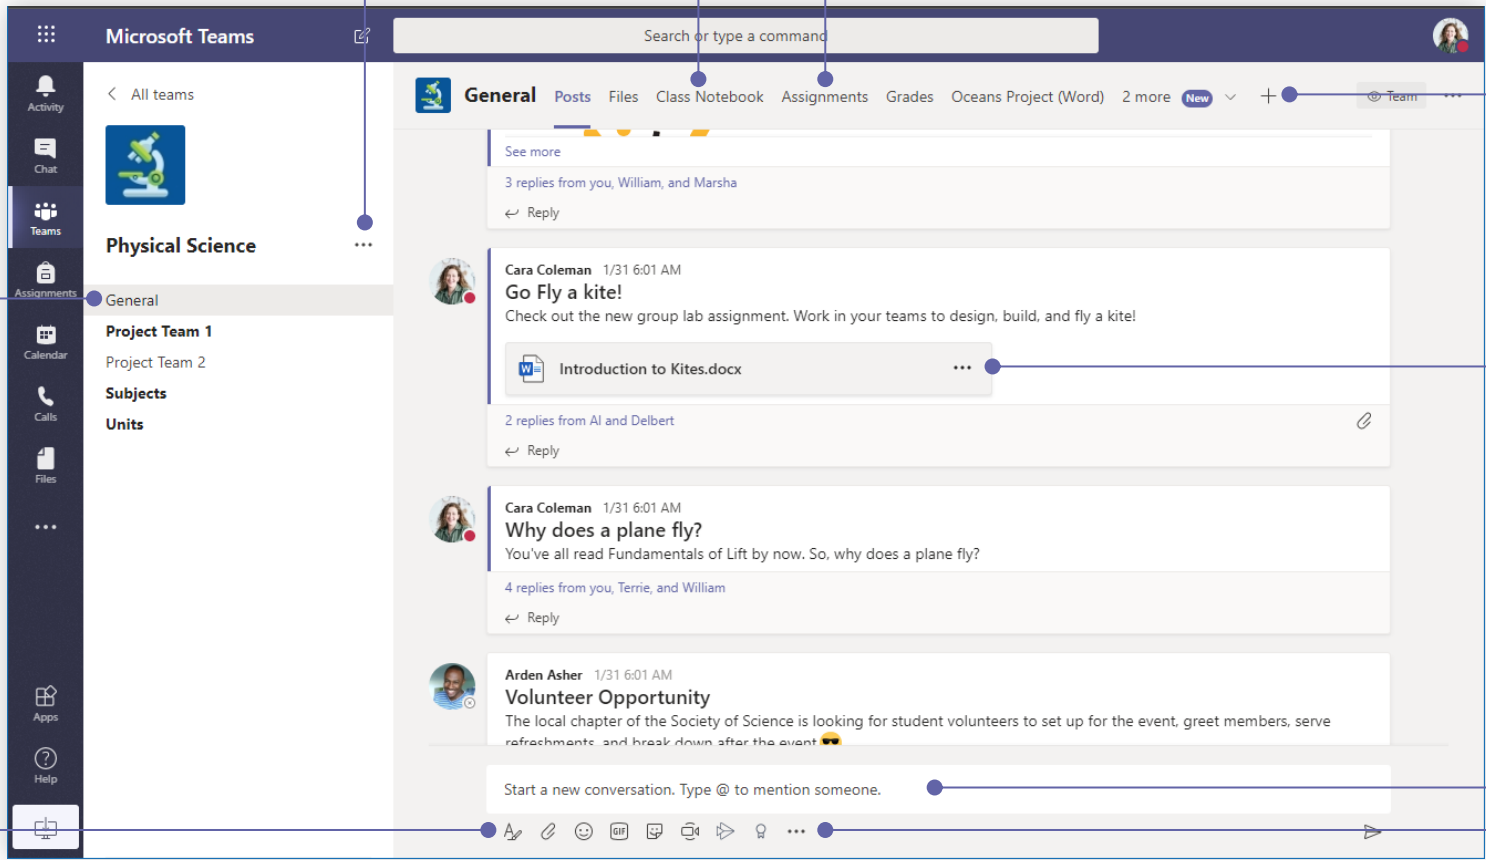 Microsoft Teams
Search or type a command
Activity
Chat
Teams
Assignments
Calendar
Calls
Files
Apps
Help
All teams
Physical Science
General
Project Team 1
Project Team 2
Subjects
Units
General Posts Files Class Notebook Assignments Grades Oceans Project (Word) 2 more New
Team
See more
3 replies from you, William, and Marsha
Reply
Cara Coleman 1/31 6:01 AM
Go Fly a kite!
Check out the new group lab assignment. Work in your teams to design, build, and fly a kite!
Introduction to Kites.docx
2 replies from Al and Delbert
Reply
Cara Coleman 1/31 6:01 AM
Why does a plane fly?
You've all read Fundamentals of Lift by now. So, why does a plane fly?
4 replies from you, Terrie, and William
Reply
Arden Asher 1/31 6:01 AM
Volunteer Opportunity
The local chapter of the Society of Science is looking for student volunteers to set up for the event, greet members, serve
refreshments, and break down after the event
Start a new conversation. Type @ to mention someone.
GIF